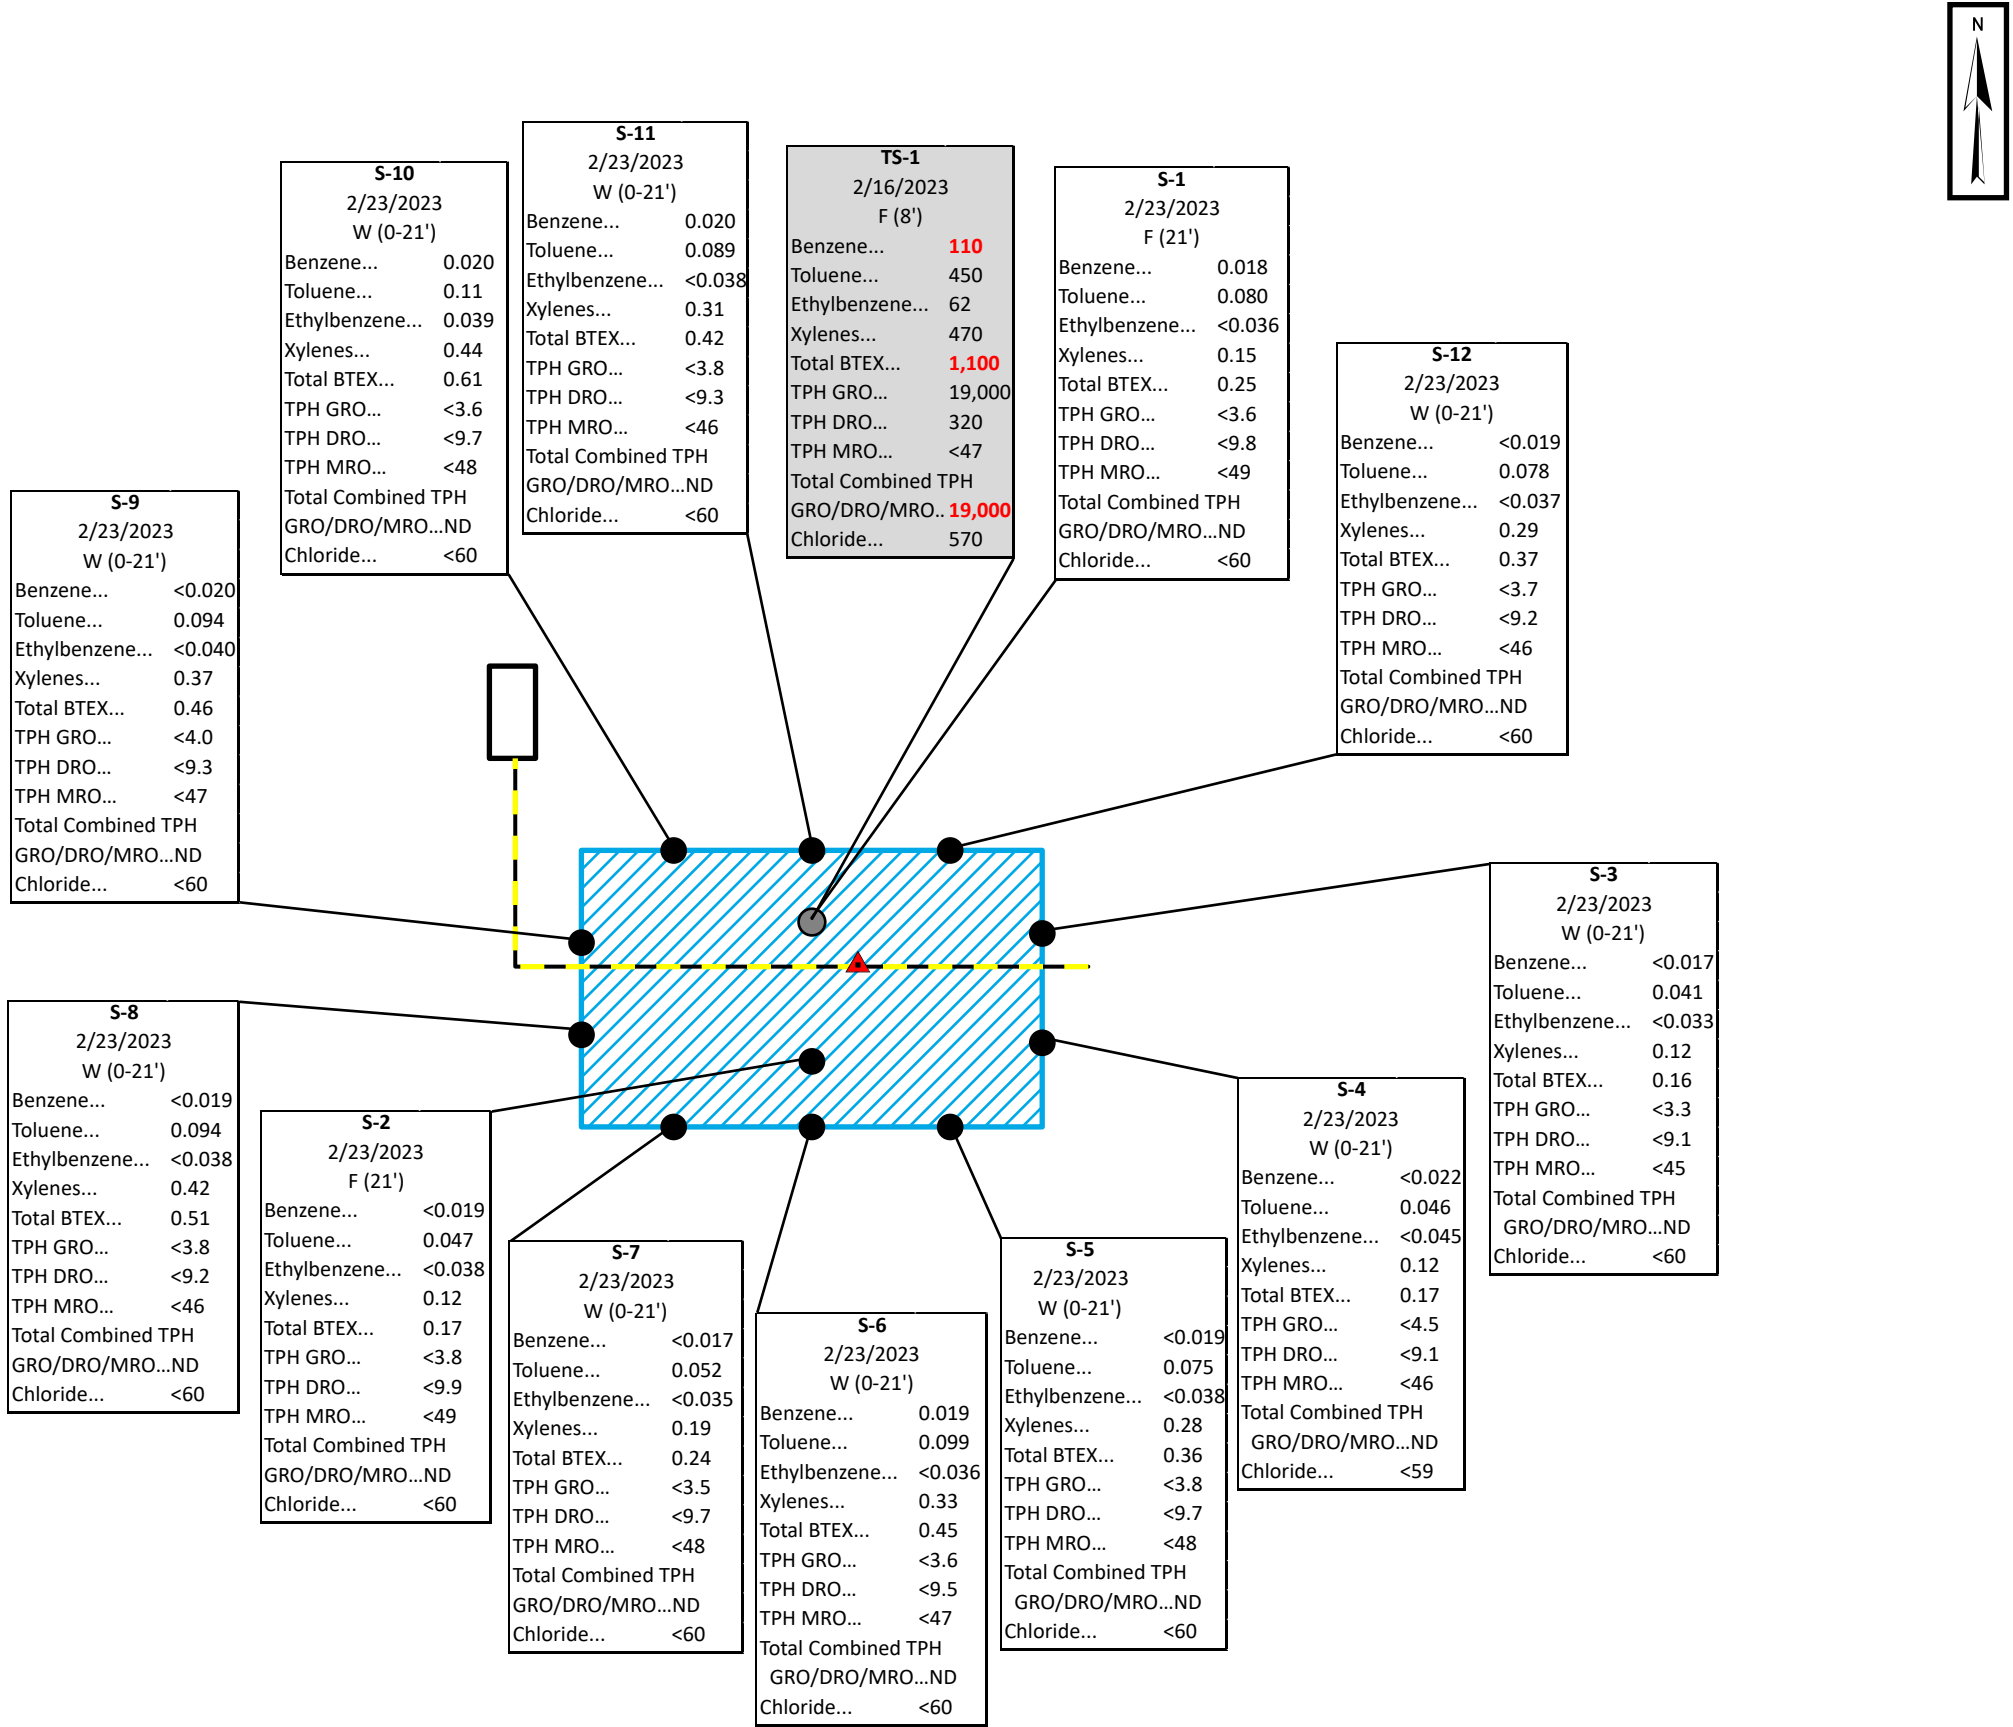 N
S-11
2/23/2023
W (0-21')
Benzene... 0.020
Toluene... 0.089
Ethylbenzene... <0.038
Xylenes... 0.31
Total BTEX... 0.42
TPH GRO... <3.8
TPH DRO... <9.3
TPH MRO... <46
Total Combined TPH
GRO/DRO/MRO...ND
Chloride... <60
S-10
2/23/2023
W (0-21')
Benzene... 0.020
Toluene... 0.11
Ethylbenzene... 0.039
Xylenes... 0.44
Total BTEX... 0.61
TPH GRO... <3.6
TPH DRO... <9.7
TPH MRO... <48
Total Combined TPH
GRO/DRO/MRO...ND
Chloride... <60
TS-1
2/16/2023
F (8')
Benzene... 110
Toluene... 450
Ethylbenzene... 62
Xylenes... 470
Total BTEX... 1,100
TPH GRO... 19,000
TPH DRO... 320
TPH MRO... <47
Total Combined TPH
GRO/DRO/MRO.. 19,000
Chloride... 570
S-1
2/23/2023
F (21')
Benzene... 0.018
Toluene... 0.080
Ethylbenzene... <0.036
Xylenes... 0.15
Total BTEX... 0.25
TPH GRO... <3.6
TPH DRO... <9.8
TPH MRO... <49
Total Combined TPH
GRO/DRO/MRO...ND
Chloride... <60
S-12
2/23/2023
W (0-21')
Benzene... <0.019
Toluene... 0.078
Ethylbenzene... <0.037
Xylenes... 0.29
Total BTEX... 0.37
TPH GRO... <3.7
TPH DRO... <9.2
TPH MRO... <46
Total Combined TPH
GRO/DRO/MRO...ND
Chloride... <60
S-9
2/23/2023
W (0-21')
Benzene... <0.020
Toluene... 0.094
Ethylbenzene... <0.040
Xylenes... 0.37
Total BTEX... 0.46
TPH GRO... <4.0
TPH DRO... <9.3
TPH MRO... <47
Total Combined TPH
GRO/DRO/MRO...ND
Chloride... <60
S-3
2/23/2023
W (0-21')
Benzene... <0.017
Toluene... 0.041
Ethylbenzene... <0.033
Xylenes... 0.12
Total BTEX... 0.16
TPH GRO... <3.3
TPH DRO... <9.1
TPH MRO... <45
Total Combined TPH
GRO/DRO/MRO...ND
Chloride... <60
S-8
2/23/2023
W (0-21')
Benzene... <0.019
Toluene... 0.094
Ethylbenzene... <0.038
Xylenes... 0.42
Total BTEX... 0.51
TPH GRO... <3.8
TPH DRO... <9.2
TPH MRO... <46
Total Combined TPH
GRO/DRO/MRO...ND
Chloride... <60
S-2
2/23/2023
F (21')
Benzene... <0.019
Toluene... 0.047
Ethylbenzene... <0.038
Xylenes... 0.12
Total BTEX... 0.17
TPH GRO... <3.8
TPH DRO... <9.9
TPH MRO... <49
Total Combined TPH
GRO/DRO/MRO...ND
Chloride... <60
S-7
2/23/2023
W (0-21')
Benzene... <0.017
Toluene... 0.052
Ethylbenzene... <0.035
Xylenes... 0.19
Total BTEX... 0.24
TPH GRO... <3.5
TPH DRO... <9.7
TPH MRO... <48
Total Combined TPH
GRO/DRO/MRO...ND
Chloride... <60
S-6
2/23/2023
W (0-21')
Benzene... 0.019
Toluene... 0.099
Ethylbenzene... <0.036
Xylenes... 0.33
Total BTEX... 0.45
TPH GRO... <3.6
TPH DRO... <9.5
TPH MRO... <47
Total Combined TPH
GRO/DRO/MRO...ND
Chloride... <60
S-5
2/23/2023
W (0-21')
Benzene... <0.019
Toluene... 0.075
Ethylbenzene... <0.038
Xylenes... 0.28
Total BTEX... 0.36
TPH GRO... <3.8
TPH DRO... <9.7
TPH MRO... <48
Total Combined TPH
GRO/DRO/MRO...ND
Chloride... <60
S-4
2/23/2023
W (0-21')
Benzene... <0.022
Toluene... 0.046
Ethylbenzene... <0.045
Xylenes... 0.12
Total BTEX... 0.17
TPH GRO... <4.5
TPH DRO... <9.1
TPH MRO... <46
Total Combined TPH
GRO/DRO/MRO...ND
Chloride... <59